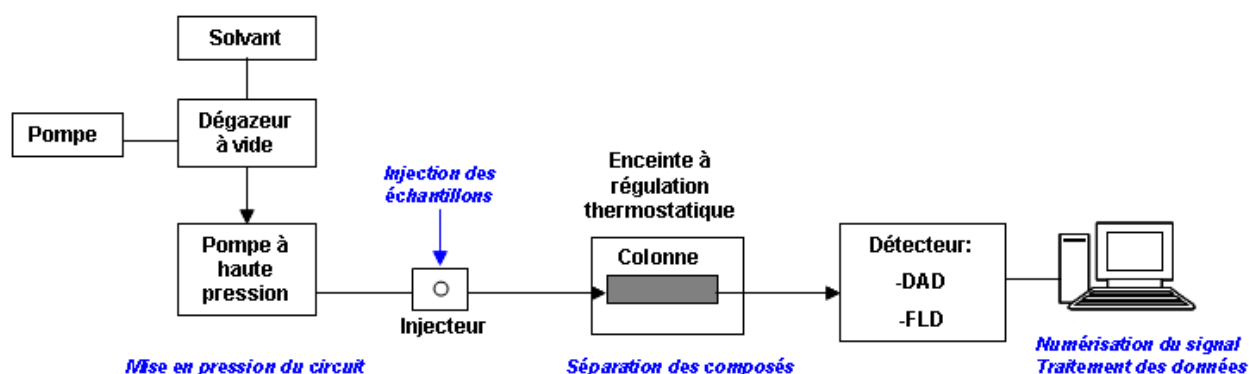 Solvant
Pompe
Dégazeur
à vide
Pompe à
haute
pression
Injection des
échantillons
Injecteur
Mise en pression du circuit
Enceinte à
régulation
thermostatique
Colonne
Séparation des composés
Détecteur:
-DAD
-FLD
Numérisation du signal
Traitement des données